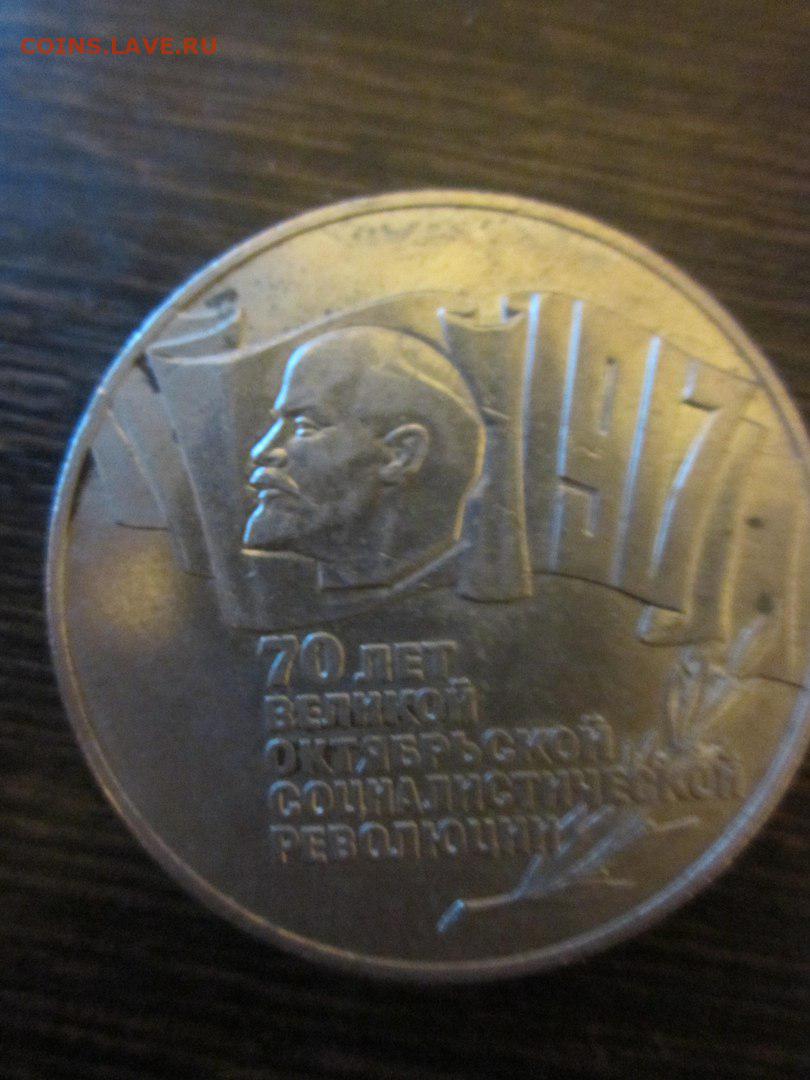 COINS.LAVE.RU
1917
70 ЛЕТ
ВЕЛИКОЙ
ОКТЯБРЬСКОЙ
СОЦИАЛИСТИЧЕСКОЙ
РЕВОЛЮЦИИ